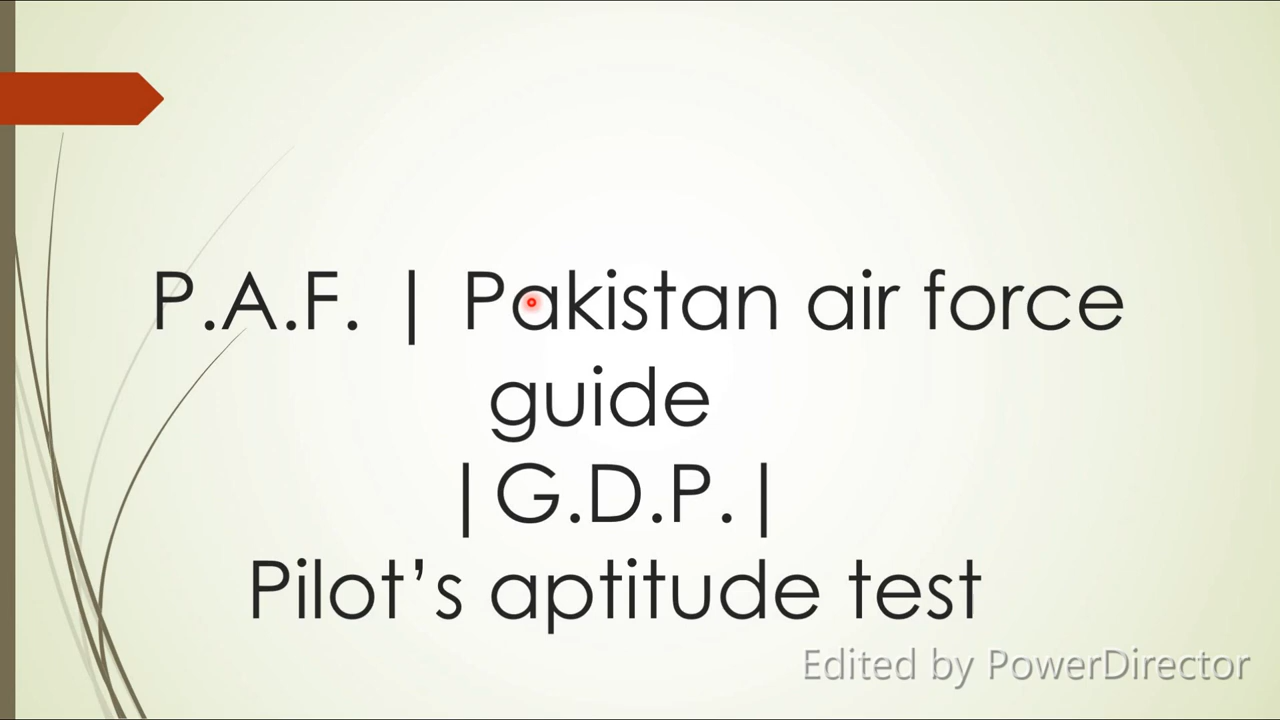 P.A.F. | Pakistan air force
guide
|G.D.P.|
Pilot's aptitude test
Edited by PowerDirector